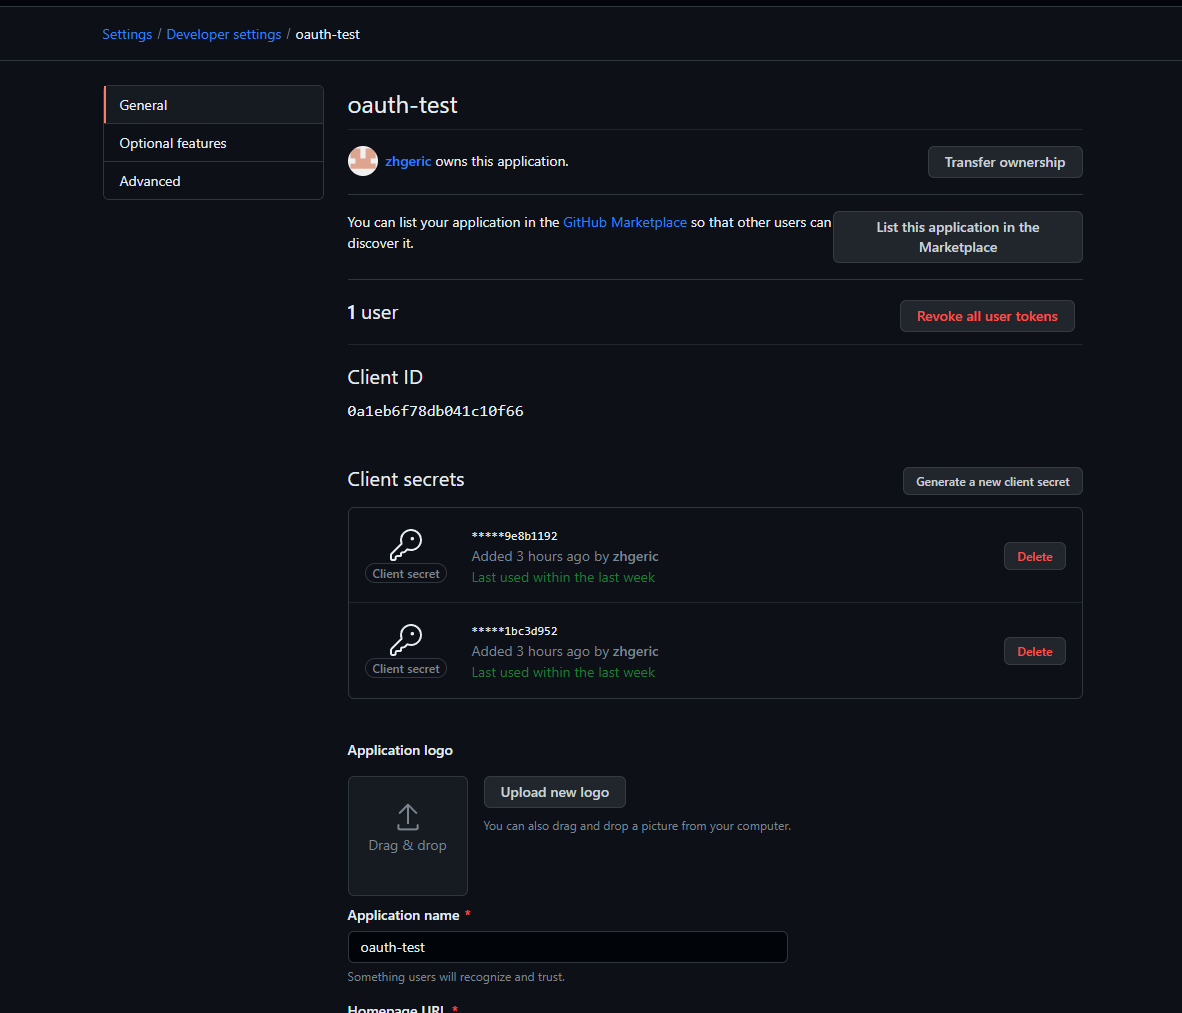 Settings / Developer settings / oauth-test
General
Optional features
Advanced
oauth-test
zhgeric owns this application.
Transfer ownership
You can list your application in the GitHub Marketplace so that other users can
discover it.
List this application in the
Marketplace
1 user
Revoke all user tokens
Client ID
0a1eb6f78db041c10f66
Client secrets
Generate a new client secret
*****9e8b1192
Added 3 hours ago by zhgeric
Last used within the last week
Client secret
Delete
*****1bc3d952
Added 3 hours ago by zhgeric
Last used within the last week
Client secret
Delete
Application logo
Drag & drop
Upload new logo
You can also drag and drop a picture from your computer.
Application name *
oauth-test
Something users will recognize and trust.
Homepage URL *